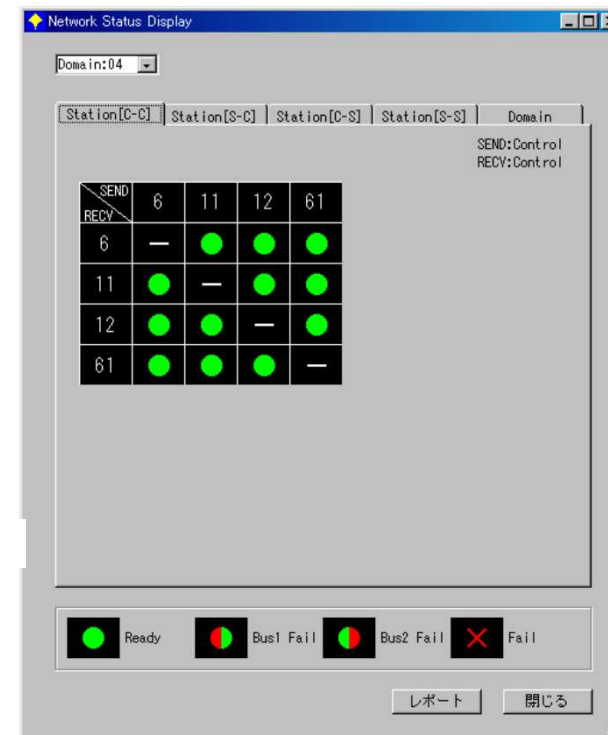 Network Status Display
Domain:04
Station[C-C] Station[S-C] Station[C-S] Station[S-S] Domain
SEND:Control
RECV:Control
SEND
RECV
6 11 12 61
6
11
12
61
Ready Bus1 Fail Bus2 Fail Fail
レポート 閉じる